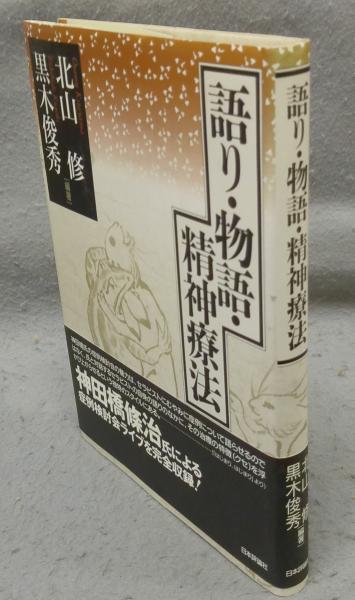 語り・物語・
精神療法
北山 修
黒木俊秀
[編著]
神田橋條治氏による
症例検討会ライブを完全収録!
語り・物語・精神療法
北山 修
黒木俊秀
[編著]
日本評論社